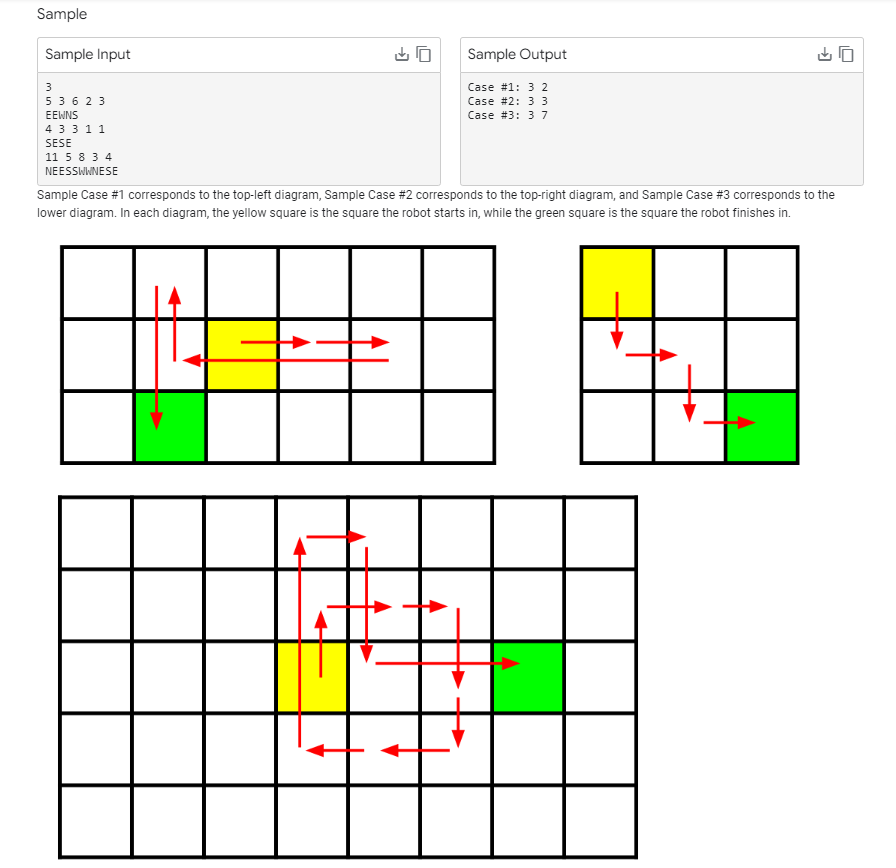 Sample
Sample Input
3
5 3 6 2 3
EEWNS
4 3 3 1 1
SESE
11 5 8 3 4
NEESSWWNESE
Sample Output
Case #1: 3 2
Case #2: 3 3
Case #3: 3 7
Sample Case #1 corresponds to the top-left diagram, Sample Case #2 corresponds to the top-right diagram, and Sample Case #3 corresponds to the
lower diagram. In each diagram, the yellow square is the square the robot starts in, while the green square is the square the robot finishes in.